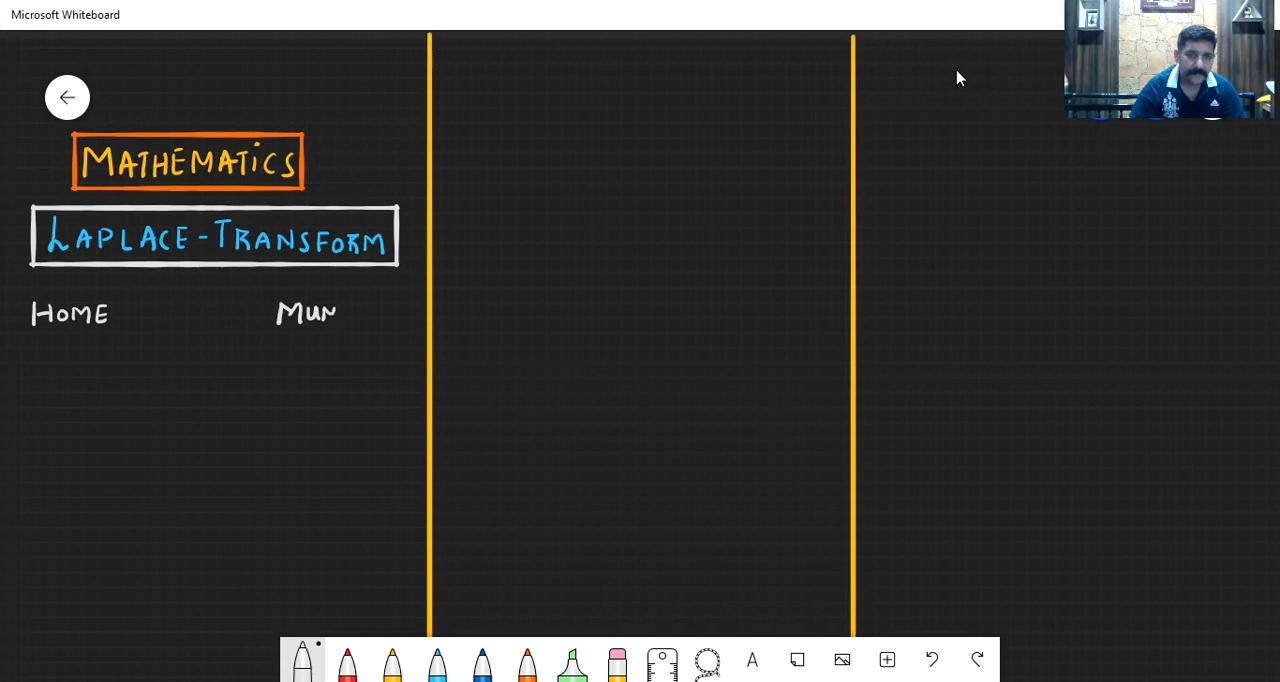 Microsoft Whiteboard
MATHEMATICS
LAPLACE-TRANSFORM
HOME MUN
A